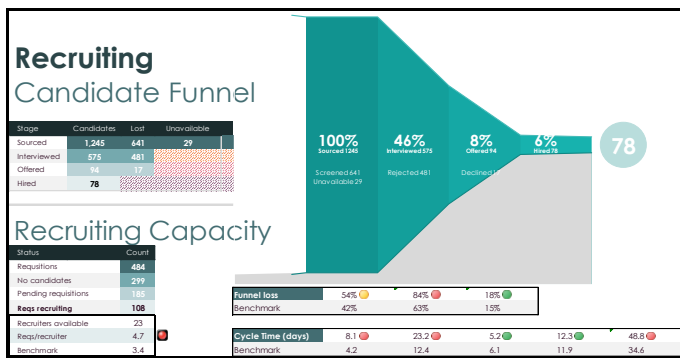 Recruiting
Candidate Funnel
Stage Candidates Lost Unavailable
Sourced 1,245 641 29
Interviewed 575 481
Offered 94 17
Hired 78
100% 46% 8% 6%
Sourced 1245 Interviewed 575 Offered 94 Hired 78
78
Screened 641 Rejected 481 Declined
Unavailable 29
Recruiting Capacity
Status Count
Requsitions 484
No candidates 299
Pending requisitions 185
Reqs recruiting 108
Recruiters available 23
Reqs/recruiter 4.7
Benchmark 3.4
Funnel loss 54% 84% 18%
Benchmark 42% 63% 15%
Cycle Time (days) 8.1 23.2 5.2 12.3 48.8
Benchmark 4.2 12.4 6.1 11.9 34.6